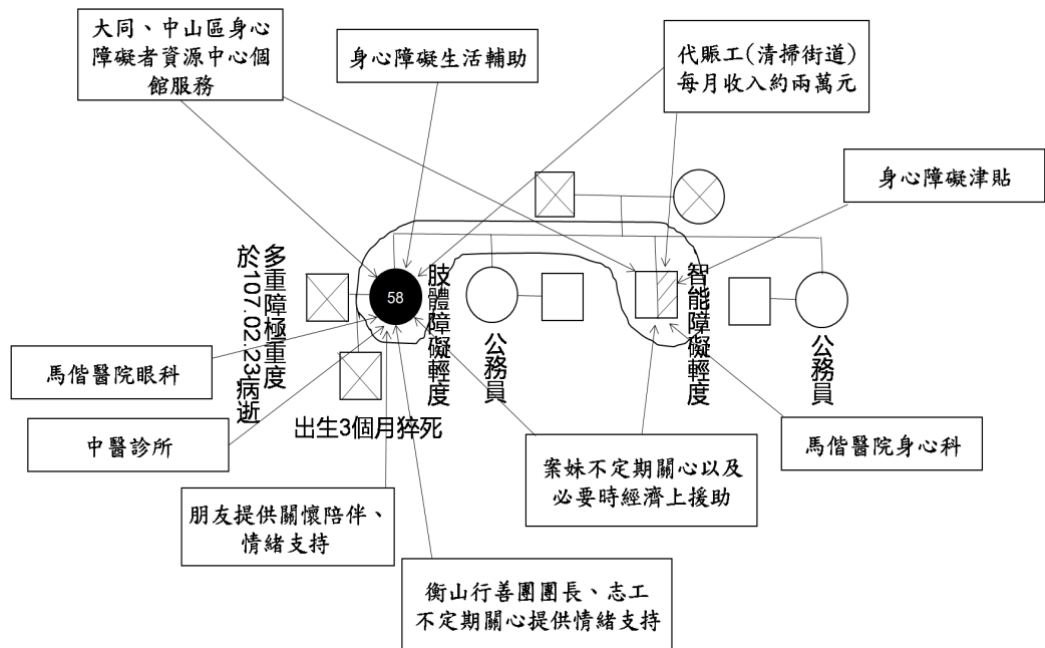 大同、中山區身心
障礙者資源中心個
館服務
身心障礙生活輔助
代賑工(清掃街道)
每月收入約兩萬元
身心障礙津貼
多重障極重度
於107.02.23病逝
58
肢體障礙輕度
公務員
智能障礙輕度
公務員
馬偕醫院眼科
出生3個月猝死
中醫診所
案妹不定期關心以及
必要時經濟上援助
馬偕醫院身心科
朋友提供關懷陪伴、
情緒支持
衡山行善團團長、志工
不定期關心提供情緒支持